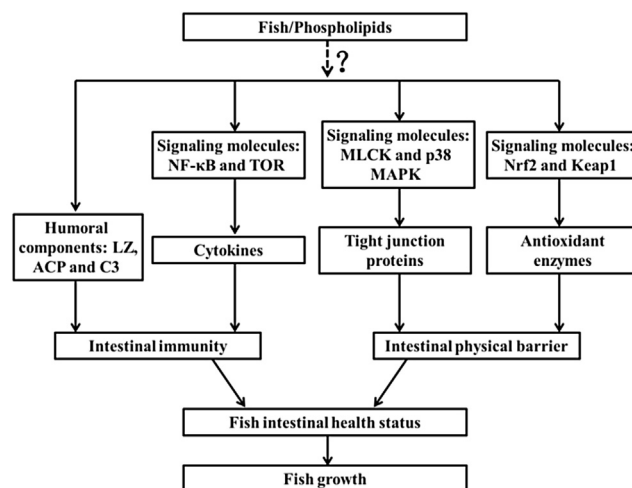 Fish/Phospholipids
?
Signaling molecules:
NF-κB and TOR
Signaling molecules:
MLCK and p38
MAPK
Signaling molecules:
Nrf2 and Keap1
Humoral
components: LZ,
ACP and C3
Cytokines
Tight junction
proteins
Antioxidant
enzymes
Intestinal immunity
Intestinal physical barrier
Fish intestinal health status
Fish growth